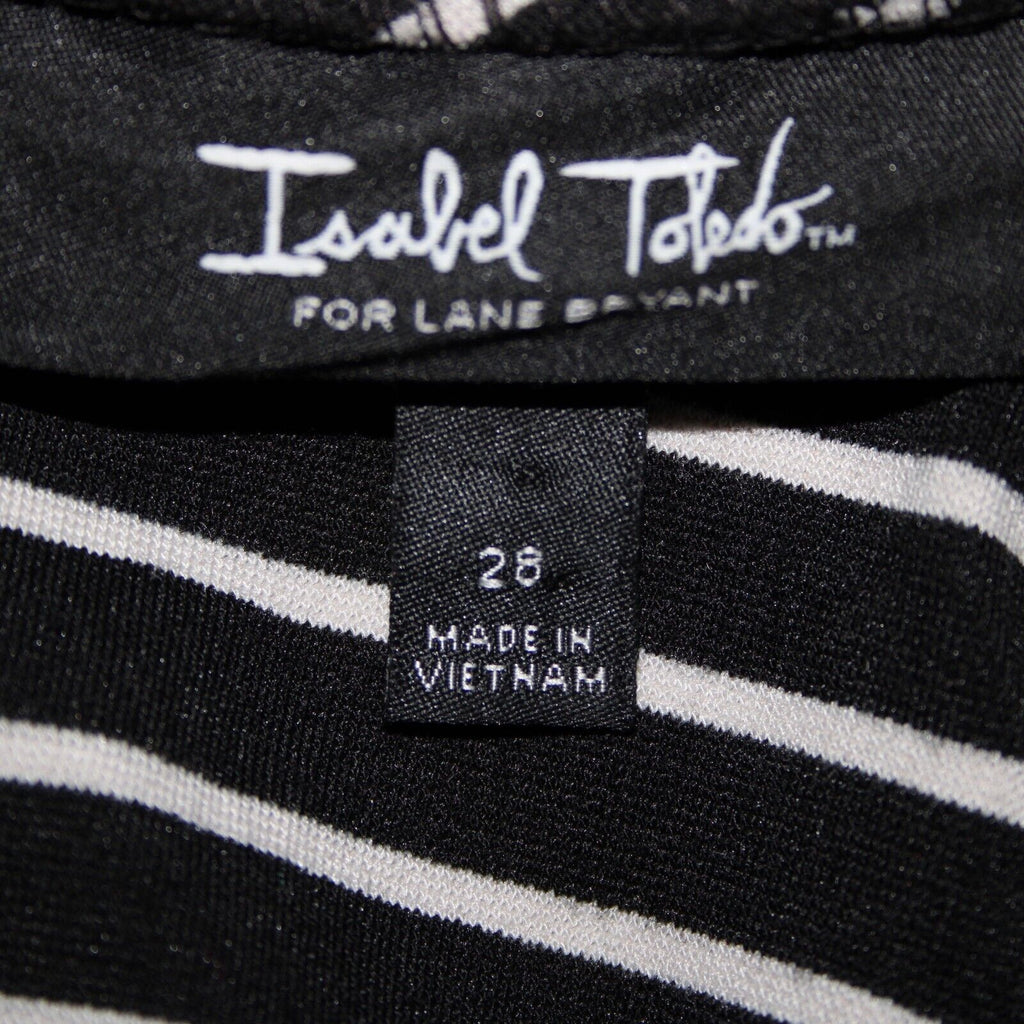 Isabel Toledo™
FOR LANE BRYANT
28
MADE IN
VIETNAM